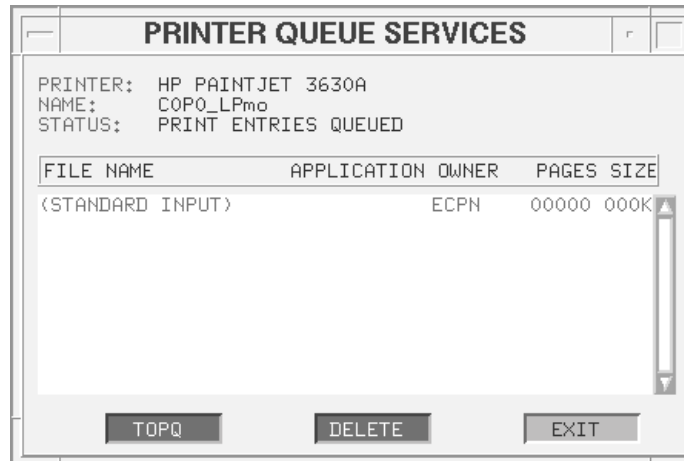 PRINTER QUEUE SERVICES
PRINTER: HP PAINTJET 3630A
NAME: COPO_LPmo
STATUS: PRINT ENTRIES QUEUED
FILE NAME APPLICATION OWNER PAGES SIZE
(STANDARD INPUT) ECPN 00000 000K
TOPQ DELETE EXIT